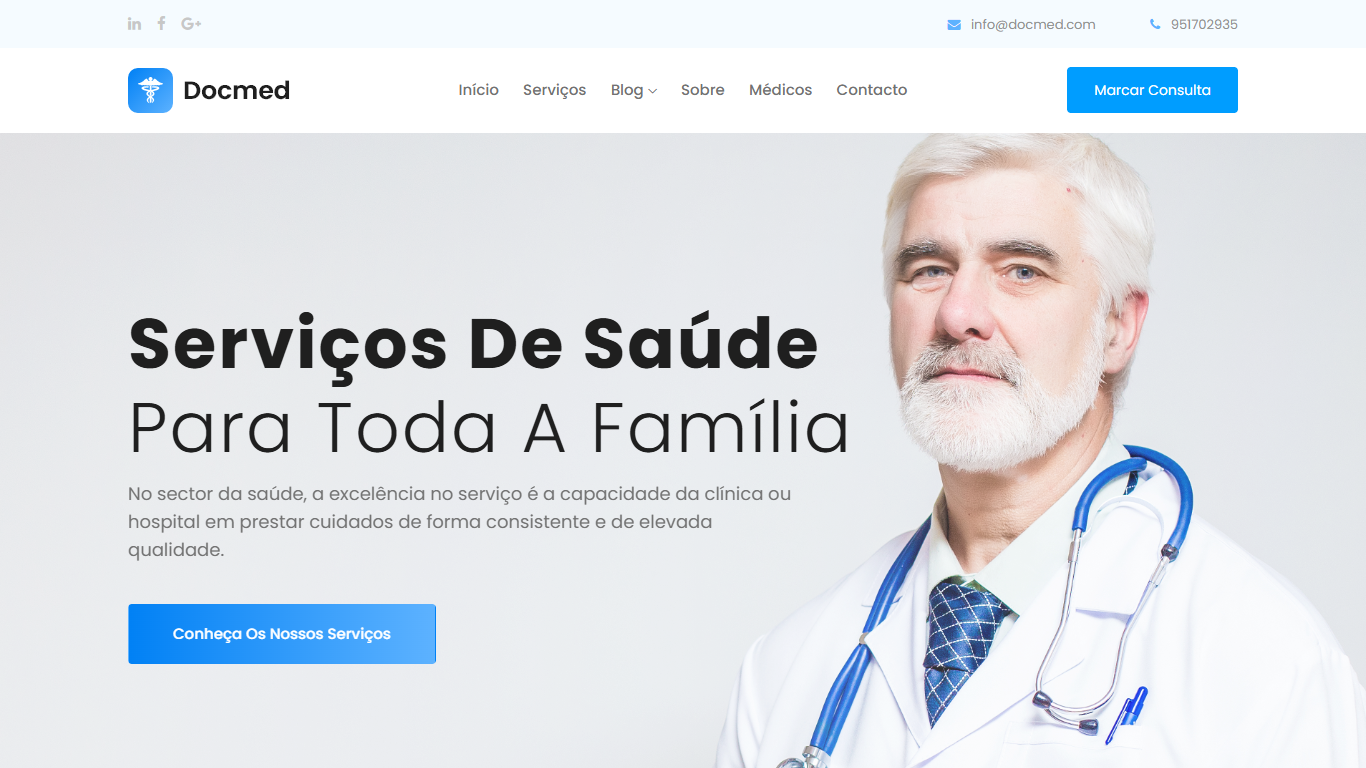 info@docmed.com
951702935
Docmed
Início
Serviços
Blog
Sobre
Médicos
Contacto
Marcar Consulta
Serviços De Saúde
Para Toda A Família
No sector da saúde, a excelência no serviço é a capacidade da clínica ou
hospital em prestar cuidados de forma consistente e de elevada
qualidade.
Conheça Os Nossos Serviços